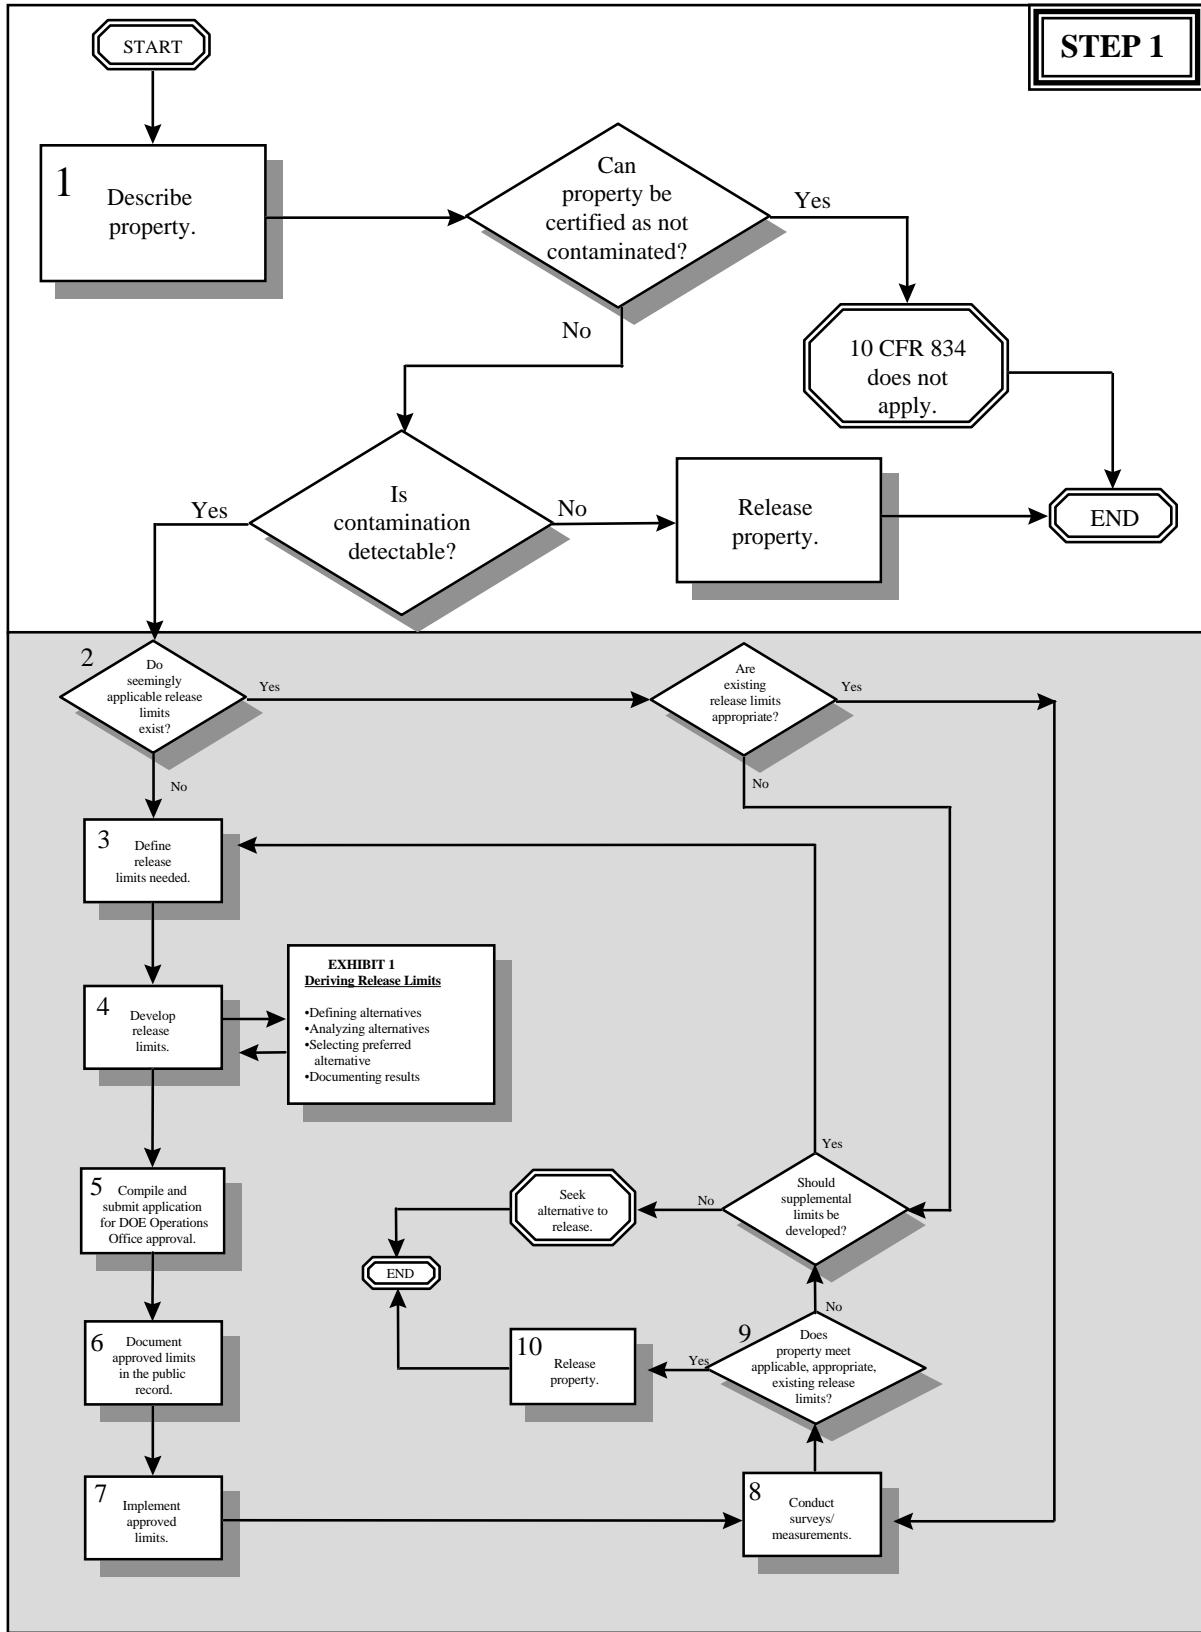 START
STEP 1
1
Describe
property.
Can
property be
certified as not
contaminated?
Yes
No
10 CFR 834
does not
apply.
Is
contamination
detectable?
Yes
No
Release
property.
END
2
Do
seemingly
applicable release
limits
exist?
Yes
No
Are
existing
release limits
appropriate?
Yes
No
3
Define
release
limits needed.
4
Develop
release
limits.
EXHIBIT 1
Deriving Release Limits
•Defining alternatives
•Analyzing alternatives
•Selecting preferred
alternative
•Documenting results
5
Compile and
submit application
for DOE Operations
Office approval.
Seek
alternative to
release.
No
Yes
Should
supplemental
limits be
developed?
END
No
6
Document
approved limits
in the public
record.
10
Release
property.
Yes
9
Does
property meet
applicable, appropriate,
existing release
limits?
7
Implement
approved
limits.
8
Conduct
surveys/
measurements.